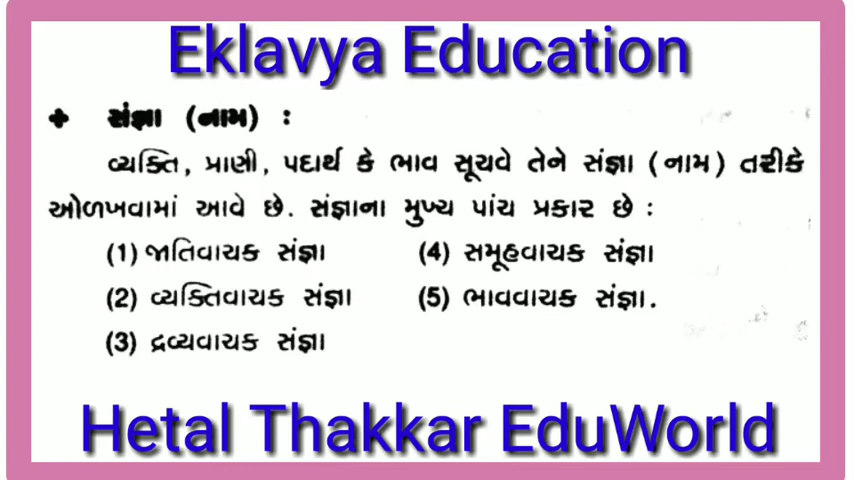 Eklavya Education
✤ સંજ્ઞા (નામ) :
વ્યક્તિ, પ્રાણી, પદાર્થ કે ભાવ સૂચવે તેને સંજ્ઞા (નામ) તરીકે
ઓળખવામાં આવે છે. સંજ્ઞાના મુખ્ય પાંચ પ્રકાર છે :
(1) જાતિવાચક સંજ્ઞા (4) સમૂહવાચક સંજ્ઞા
(2) વ્યક્તિવાચક સંજ્ઞા (5) ભાવવાચક સંજ્ઞા.
(3) દ્રવ્યવાચક સંજ્ઞા
Hetal Thakkar EduWorld